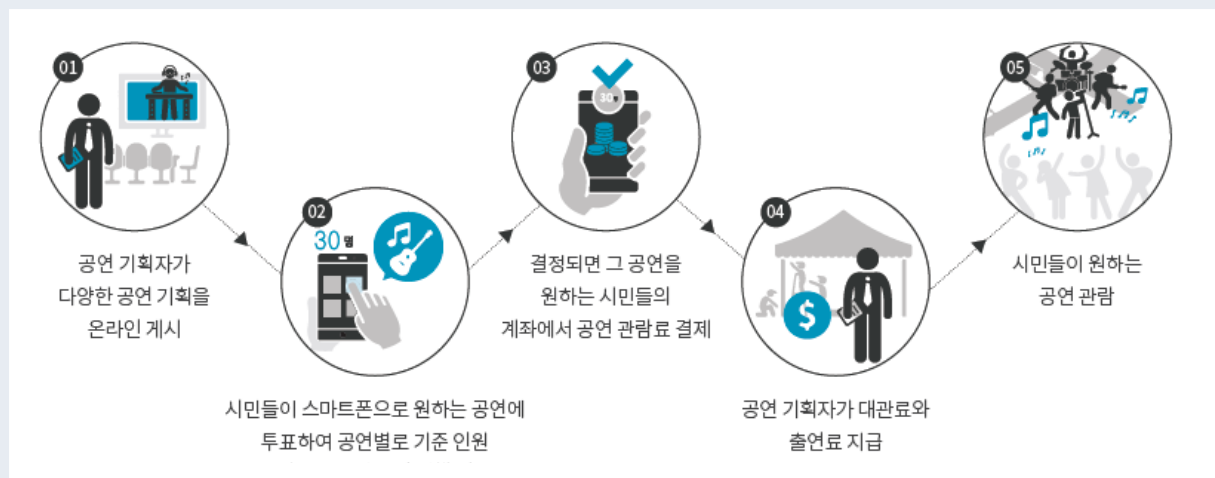 01
공연 기획자가
다양한 공연 기획을
온라인 게시
02
30명
시민들이 스마트폰으로 원하는 공연에
투표하여 공연별로 기준 인원
03
30명
결정되면 그 공연을
원하는 시민들의
계좌에서 공연 관람료 결제
04
$
공연 기획자가 대관료와
출연료 지급
05
시민들이 원하는
공연 관람